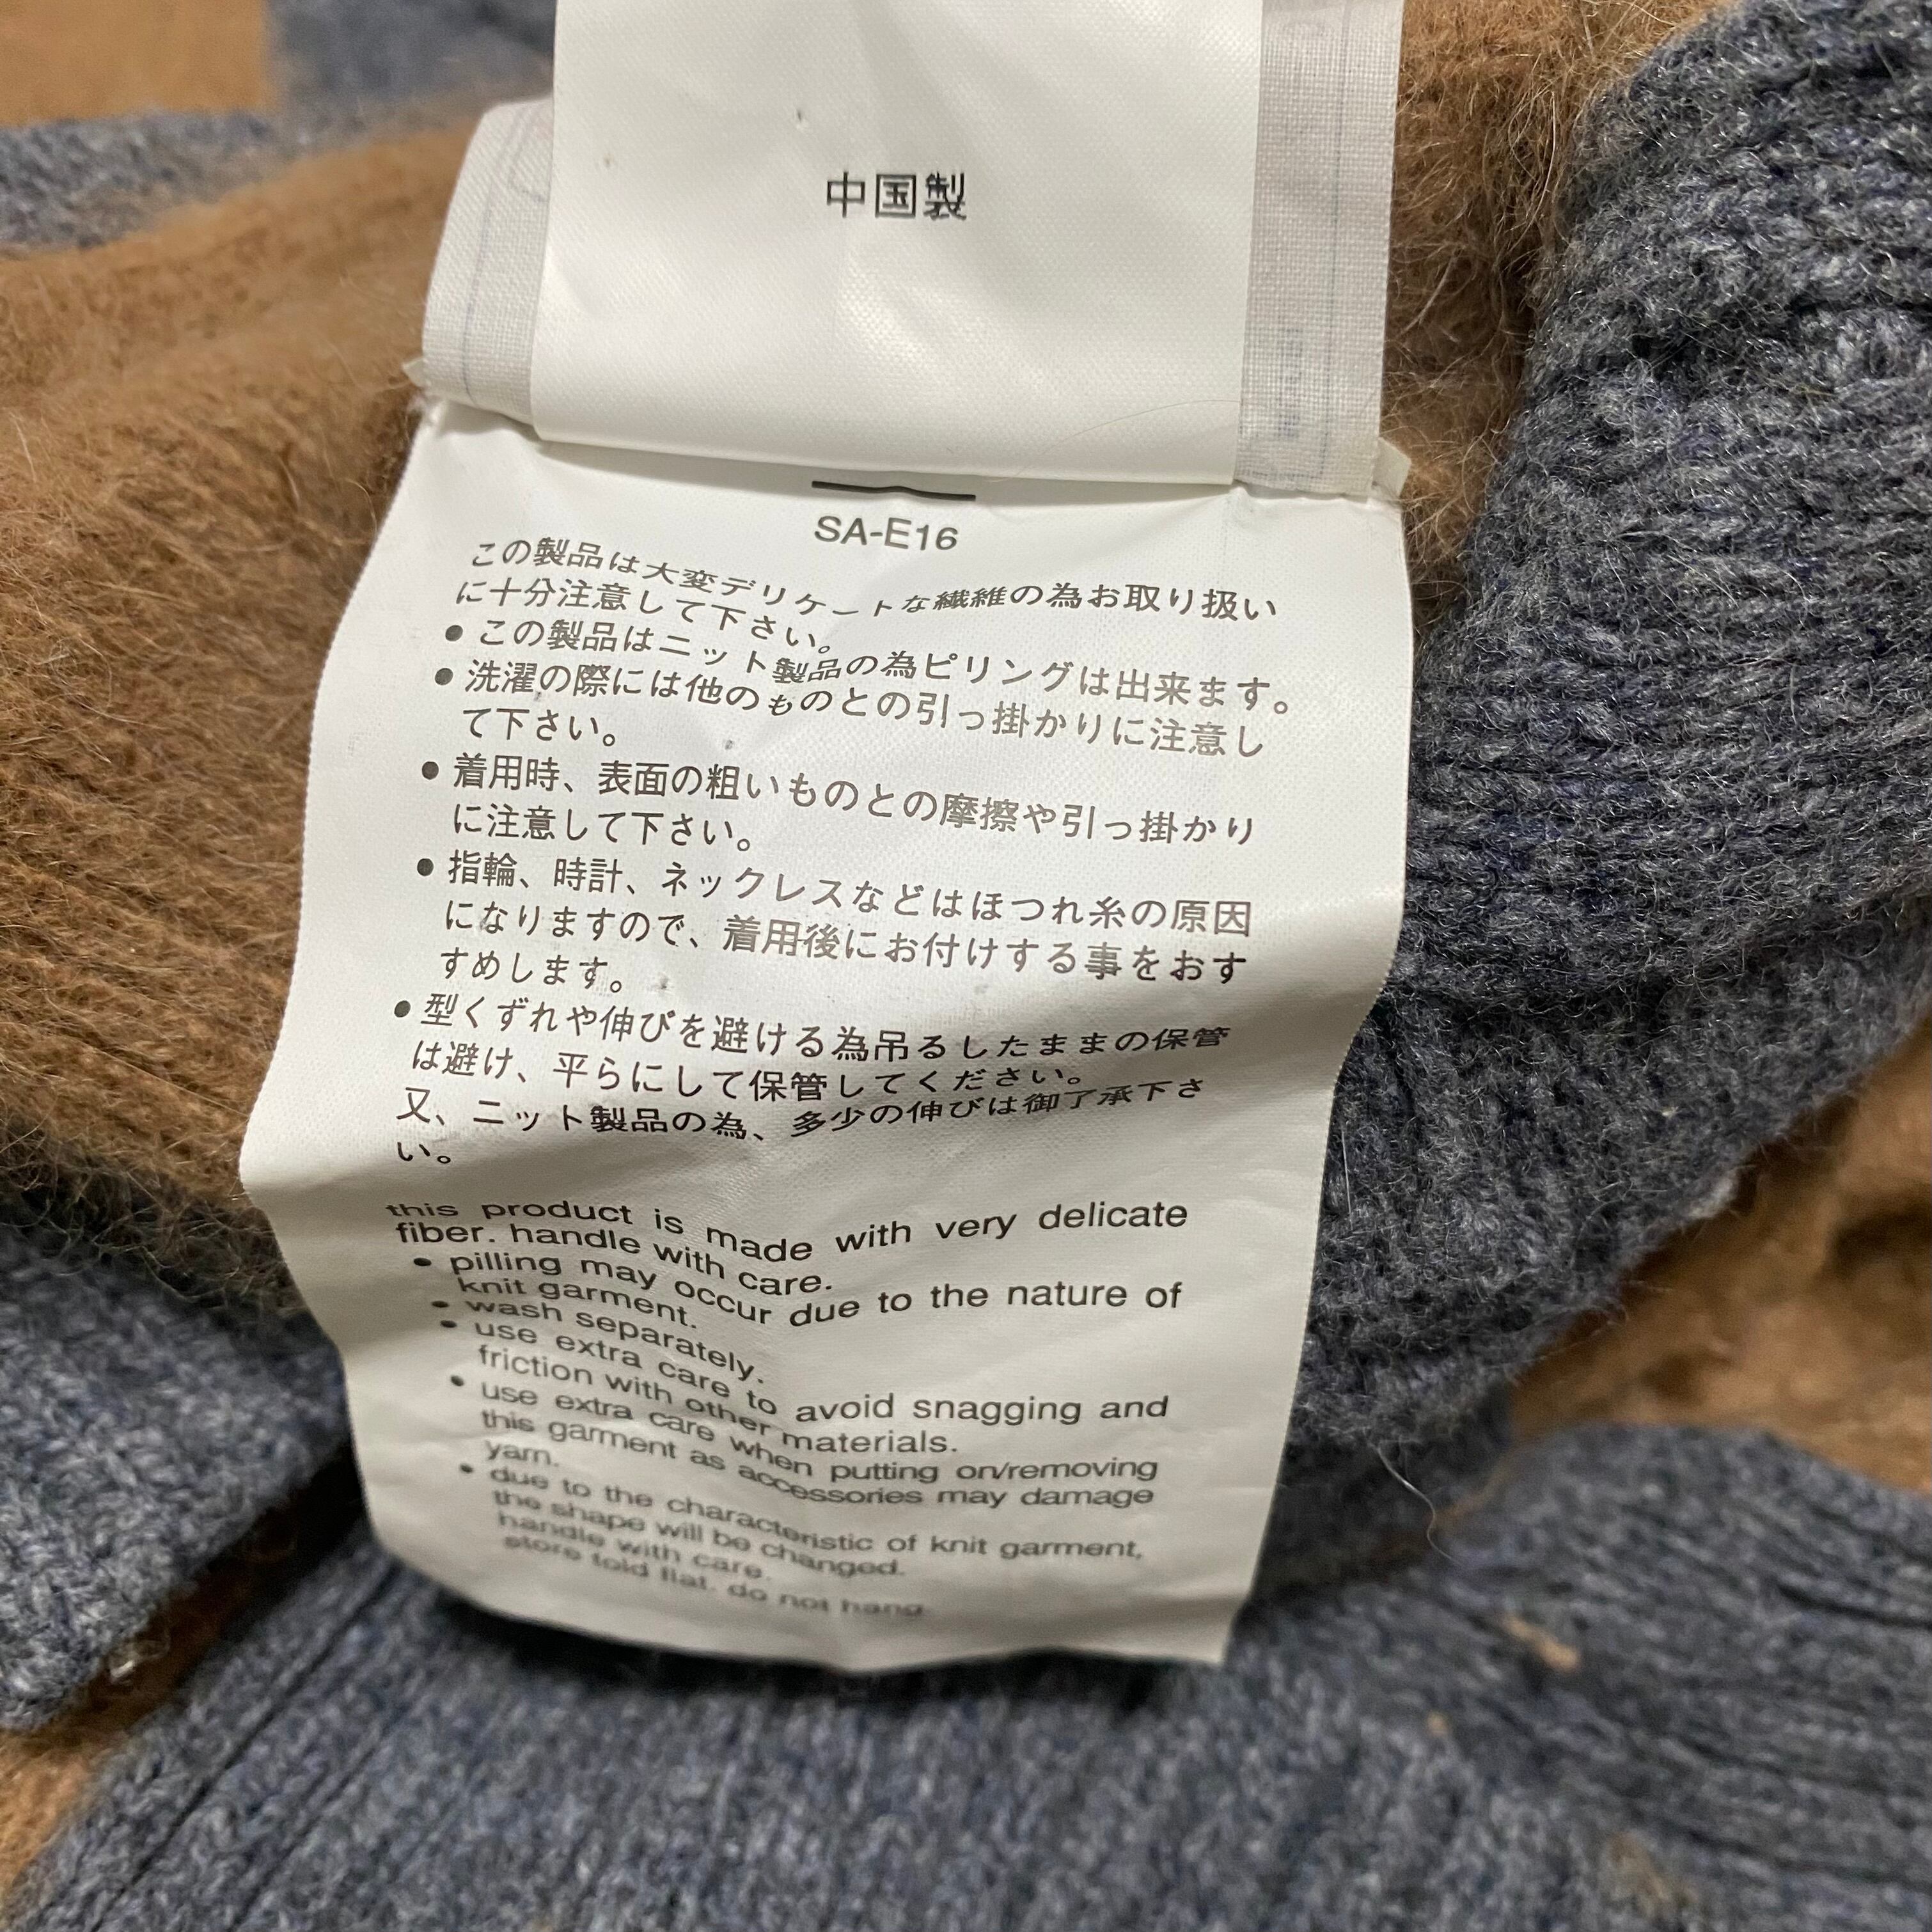 中国製
SA-E16
この製品は大変デリケートな繊維の為お取り扱い
に十分注意して下さい。
● この製品はニット製品の為ピリングは出来ます。
● 洗濯の際には他のものとの引っ掛かりに注意し
て下さい。
● 着用時、表面の粗いものとの摩擦や引っ掛かり
に注意して下さい。
● 指輪、時計、ネックレスなどはほつれ糸の原因
になりますので、着用後にお付けする事をおす
すめします。
● 型くずれや伸びを避ける為吊るしたままの保管
は避け、平らにして保管してください。
又、ニット製品の為、多少の伸びは御了承下さ
い。
this product is made with very delicate
fiber. handle with care.
● pilling may occur due to the nature of
knit garment.
● wash separately.
● use extra care to avoid snagging and
friction with other materials.
● use extra care when putting on/removing
this garment as accessories may damage
yarn.
● due to the characteristic of knit garment,
the shape will be changed.
handle with care.
store fold flat. do not hang